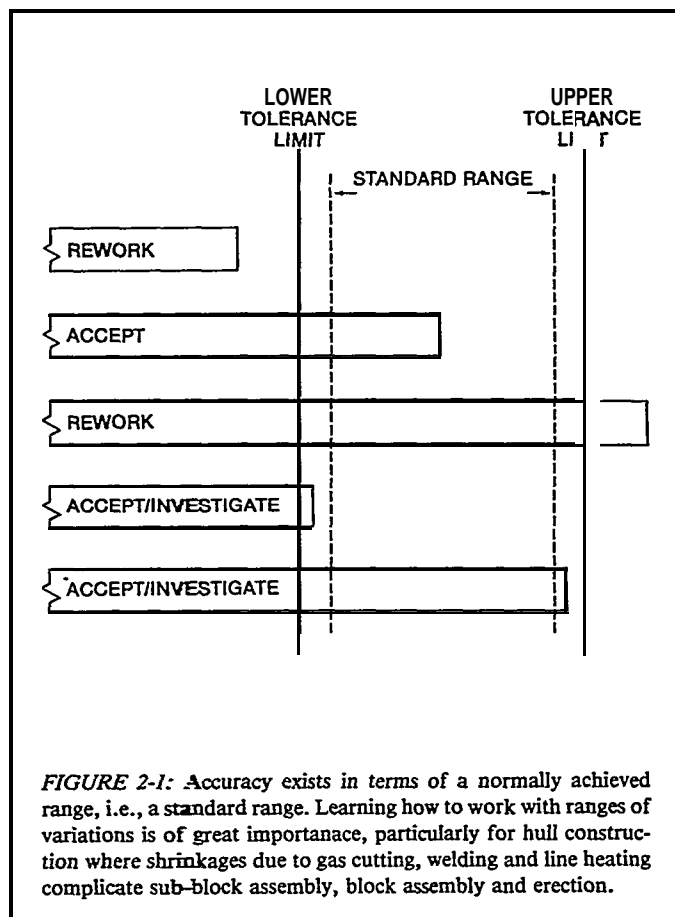 LOWER
TOLERANCE
LIMIT
UPPER
TOLERANCE
STANDARD RANGE
REWORK
ACCEPT
REWORK
ACCEPT/INVESTIGATE
ACCEPT/INVESTIGATE
FIGURE 2-1: Accuracy exists in terms of a normally achieved
range, i.e., a standard range. Learning how to work with ranges of
variations is of great importanace, particularly for hull construc-
tion where shrinkages due to gas cutting, welding and line heating
complicate sub-block assembly, block assembly and erection.